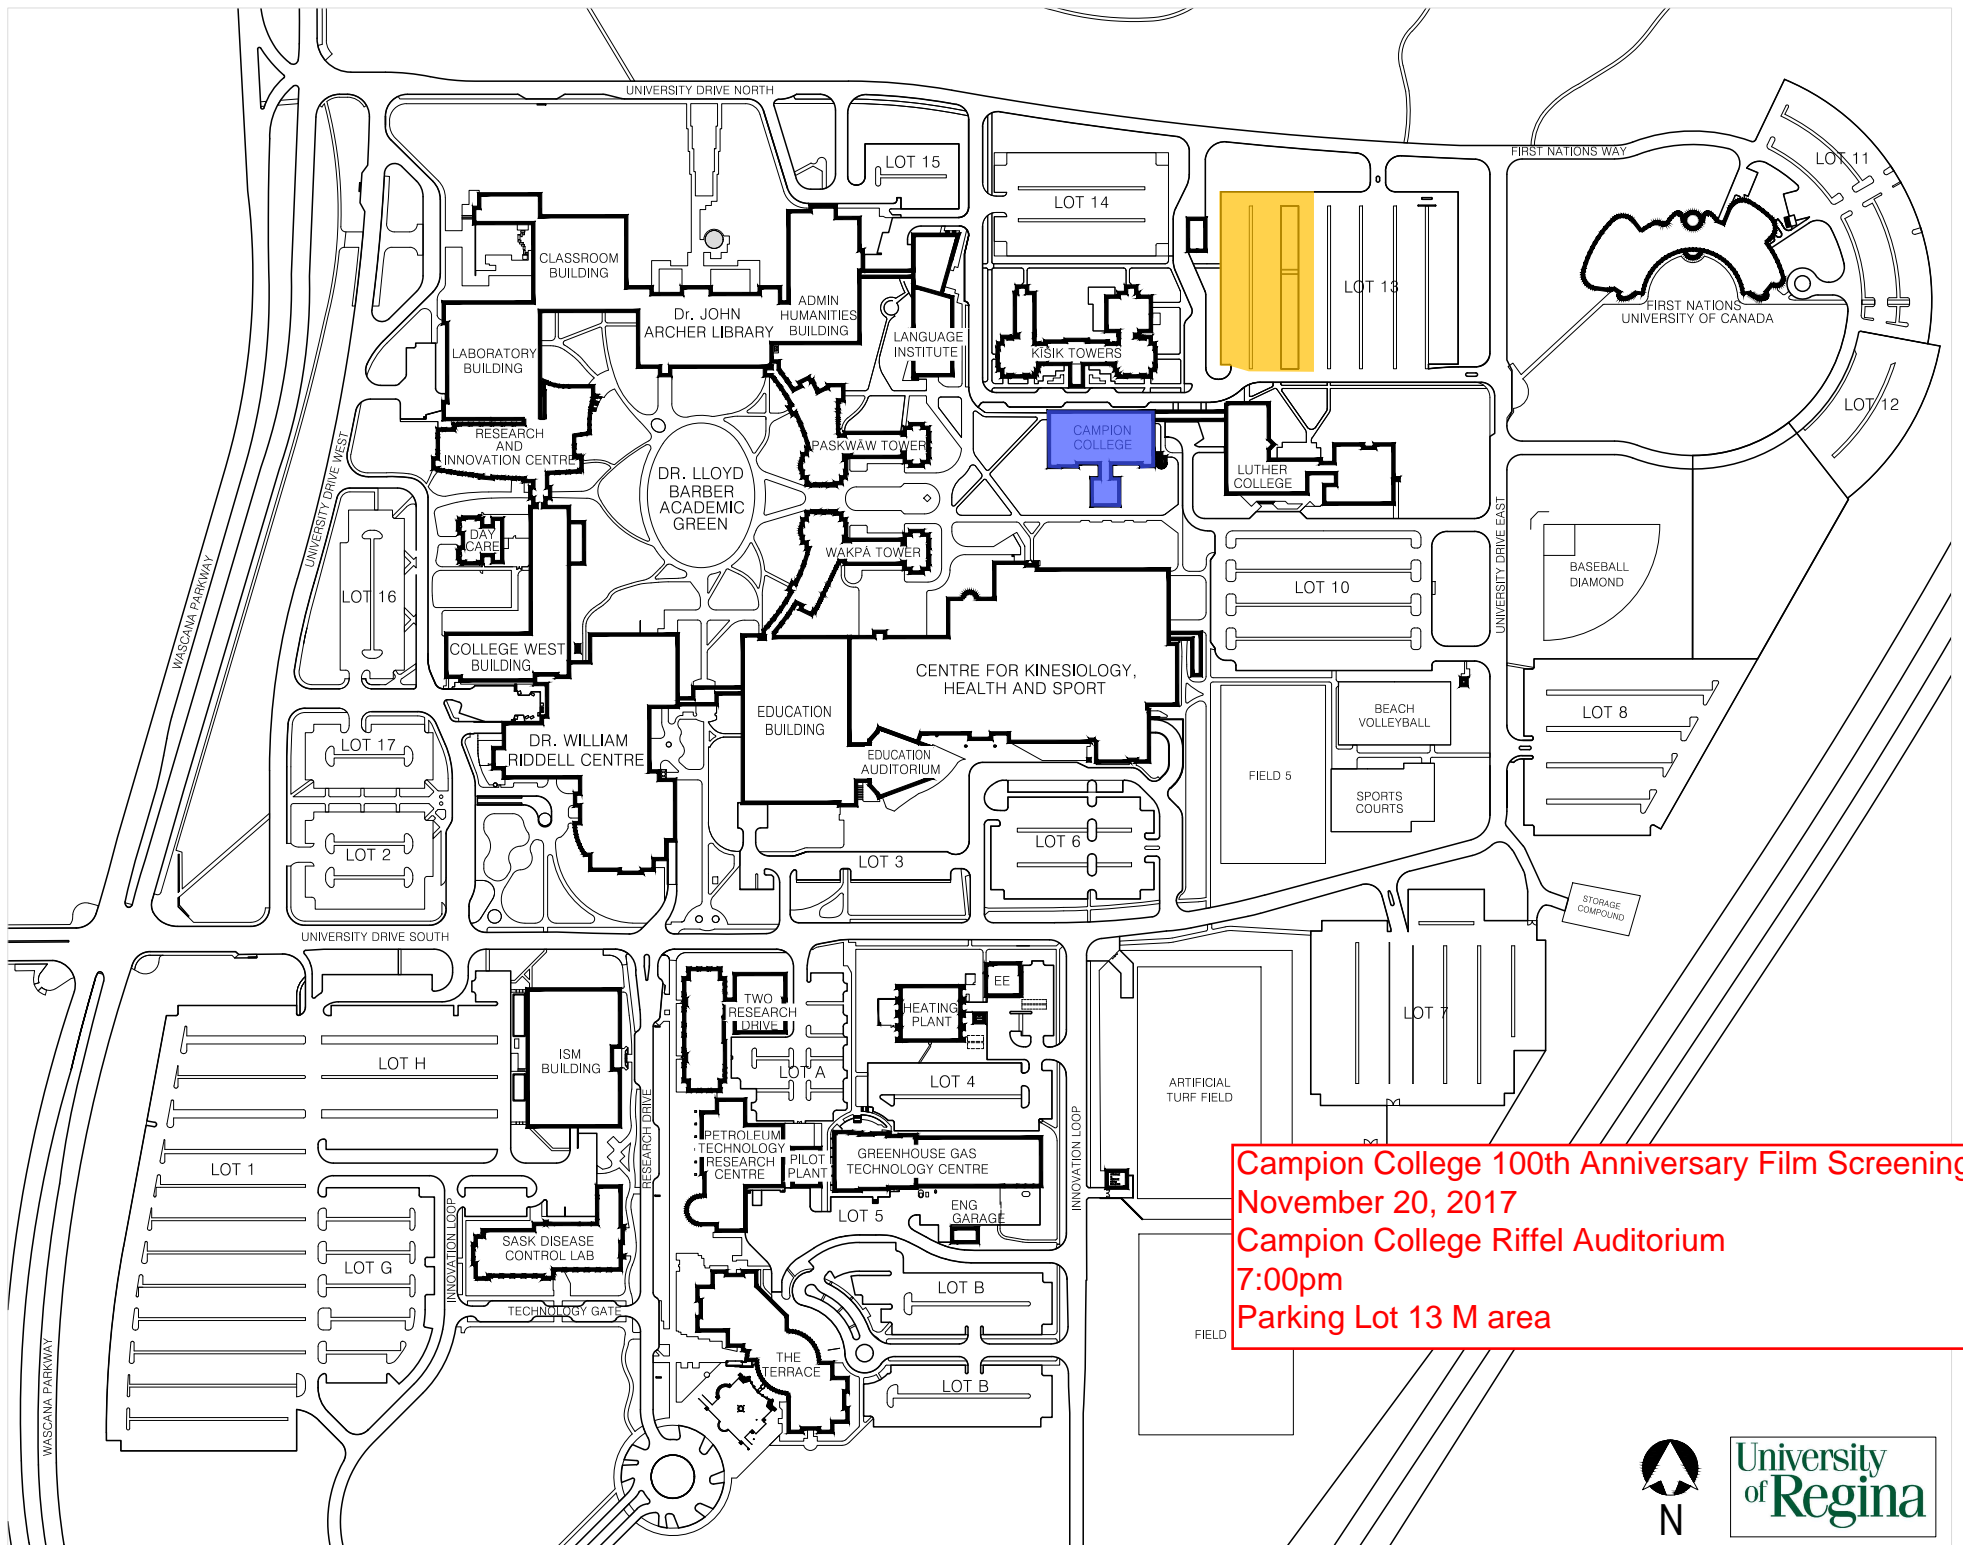 UNIVERSITY DRIVE NORTH
FIRST NATIONS WAY
LOT 15
LOT 11
LOT 14
CLASSROOM
BUILDING
ADMIN
HUMANITIES
BUILDING
LOT 13
Dr. JOHN
ARCHER LIBRARY
FIRST NATIONS
UNIVERSITY OF CANADA
LANGUAGE
INSTITUTE
KĪSIK TOWERS
LABORATORY
BUILDING
LOT 12
RESEARCH
AND
INNOVATION CENTRE
PASKWĀW TOWER
CAMPION
COLLEGE
LUTHER
COLLEGE
DR. LLOYD
BARBER
ACADEMIC
GREEN
UNIVERSITY DRIVE WEST
UNIVERSITY DRIVE EAST
DAY
CARE
WAKPĀ TOWER
BASEBALL
DIAMOND
WASCANA PARKWAY
LOT 16
LOT 10
COLLEGE WEST
BUILDING
CENTRE FOR KINESIOLOGY,
HEALTH AND SPORT
EDUCATION
BUILDING
BEACH
VOLLEYBALL
LOT 8
LOT 17
DR. WILLIAM
RIDDELL CENTRE
EDUCATION
AUDITORIUM
FIELD 5
SPORTS
COURTS
LOT 2
LOT 3
LOT 6
STORAGE
COMPOUND
UNIVERSITY DRIVE SOUTH
TWO
RESEARCH
DRIVE
HEATING
PLANT
EE
LOT 7
LOT H
ISM
BUILDING
LOT A
LOT 4
ARTIFICIAL
TURF FIELD
RESEARCH DRIVE
INNOVATION LOOP
PETROLEUM
TECHNOLOGY
RESEARCH
CENTRE
PILOT
PLANT
GREENHOUSE GAS
TECHNOLOGY CENTRE
LOT 1
LOT 5
ENG
GARAGE
INNOVATION LOOP
SASK DISEASE
CONTROL LAB
LOT G
LOT B
TECHNOLOGY GATE
FIELD
THE
TERRACE
LOT B
WASCANA PARKWAY
Campion College 100th Anniversary Film Screening
November 20, 2017
Campion College Riffel Auditorium
7:00pm
Parking Lot 13 M area
N
University
of Regina